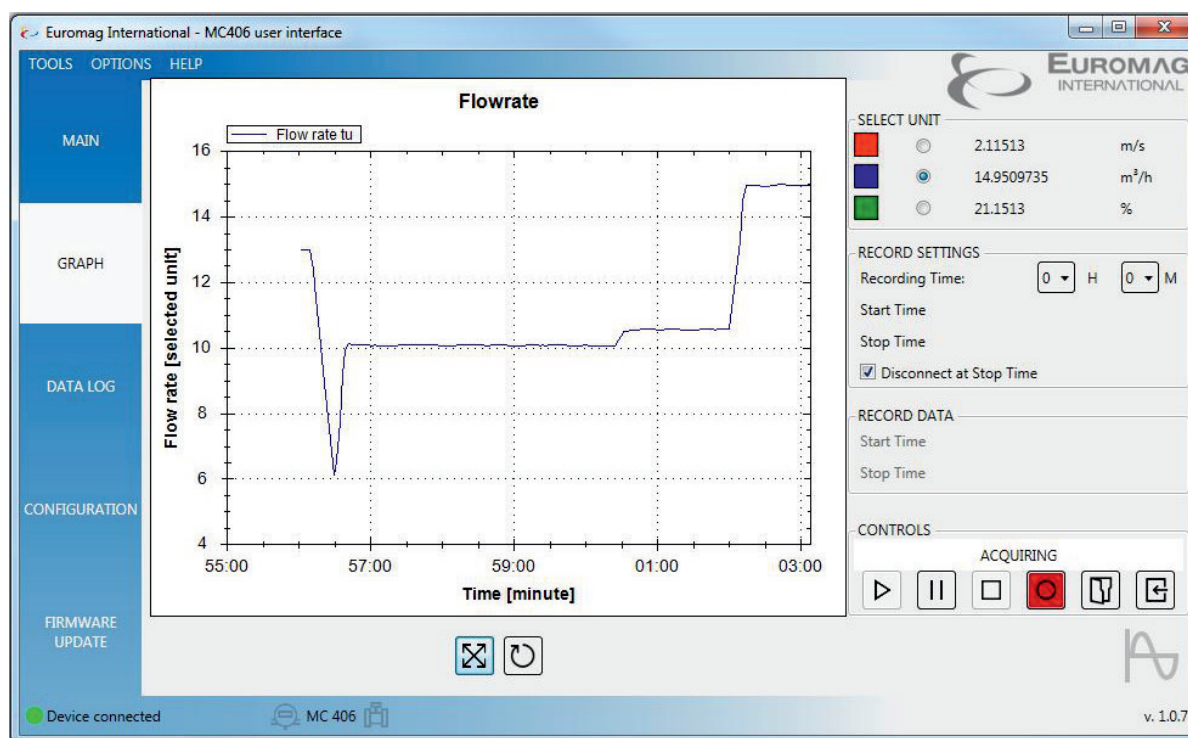 Euromag International - MC406 user interface
TOOLS OPTIONS HELP
EUROMAG
INTERNATIONAL
MAIN
GRAPH
DATA LOG
CONFIGURATION
FIRMWARE
UPDATE
Flowrate
Flow rate tu
Flow rate [selected unit]
16
14
12
10
8
6
4
55:00 57:00 59:00 01:00 03:00
Time [minute]
SELECT UNIT
2.11513 m/s
14.9509735 m³/h
21.1513 %
RECORD SETTINGS
Recording Time: 0 H 0 M
Start Time
Stop Time
Disconnect at Stop Time
RECORD DATA
Start Time
Stop Time
CONTROLS
ACQUIRING
Device connected
MC 406
v. 1.0.7